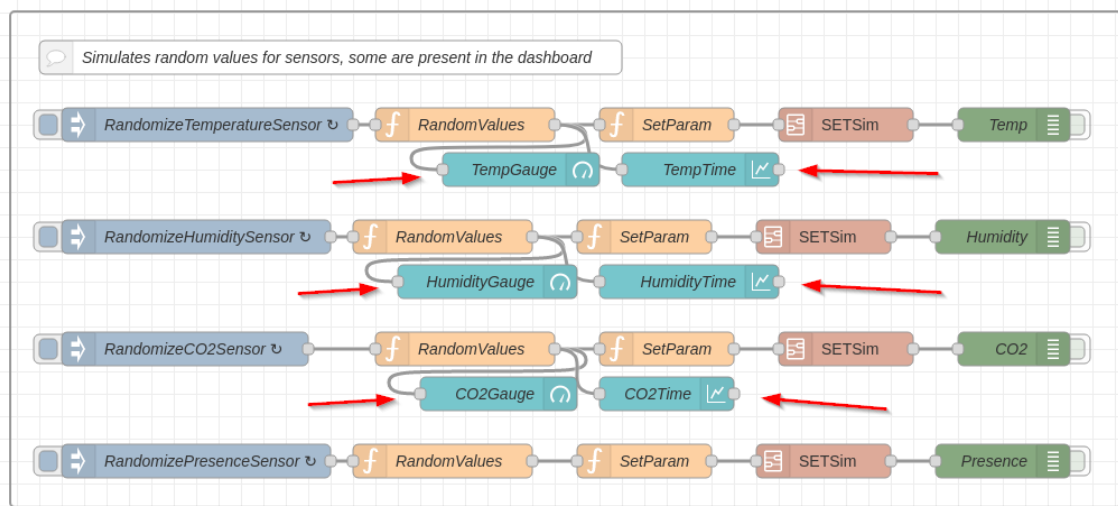 Simulates random values for sensors, some are present in the dashboard
RandomizeTemperatureSensor ↻ RandomValues SetParam SETSim Temp
TempGauge TempTime
RandomizeHumiditySensor ↻ RandomValues SetParam SETSim Humidity
HumidityGauge HumidityTime
RandomizeCO2Sensor ↻ RandomValues SetParam SETSim CO2
CO2Gauge CO2Time
RandomizePresenceSensor ↻ RandomValues SetParam SETSim Presence